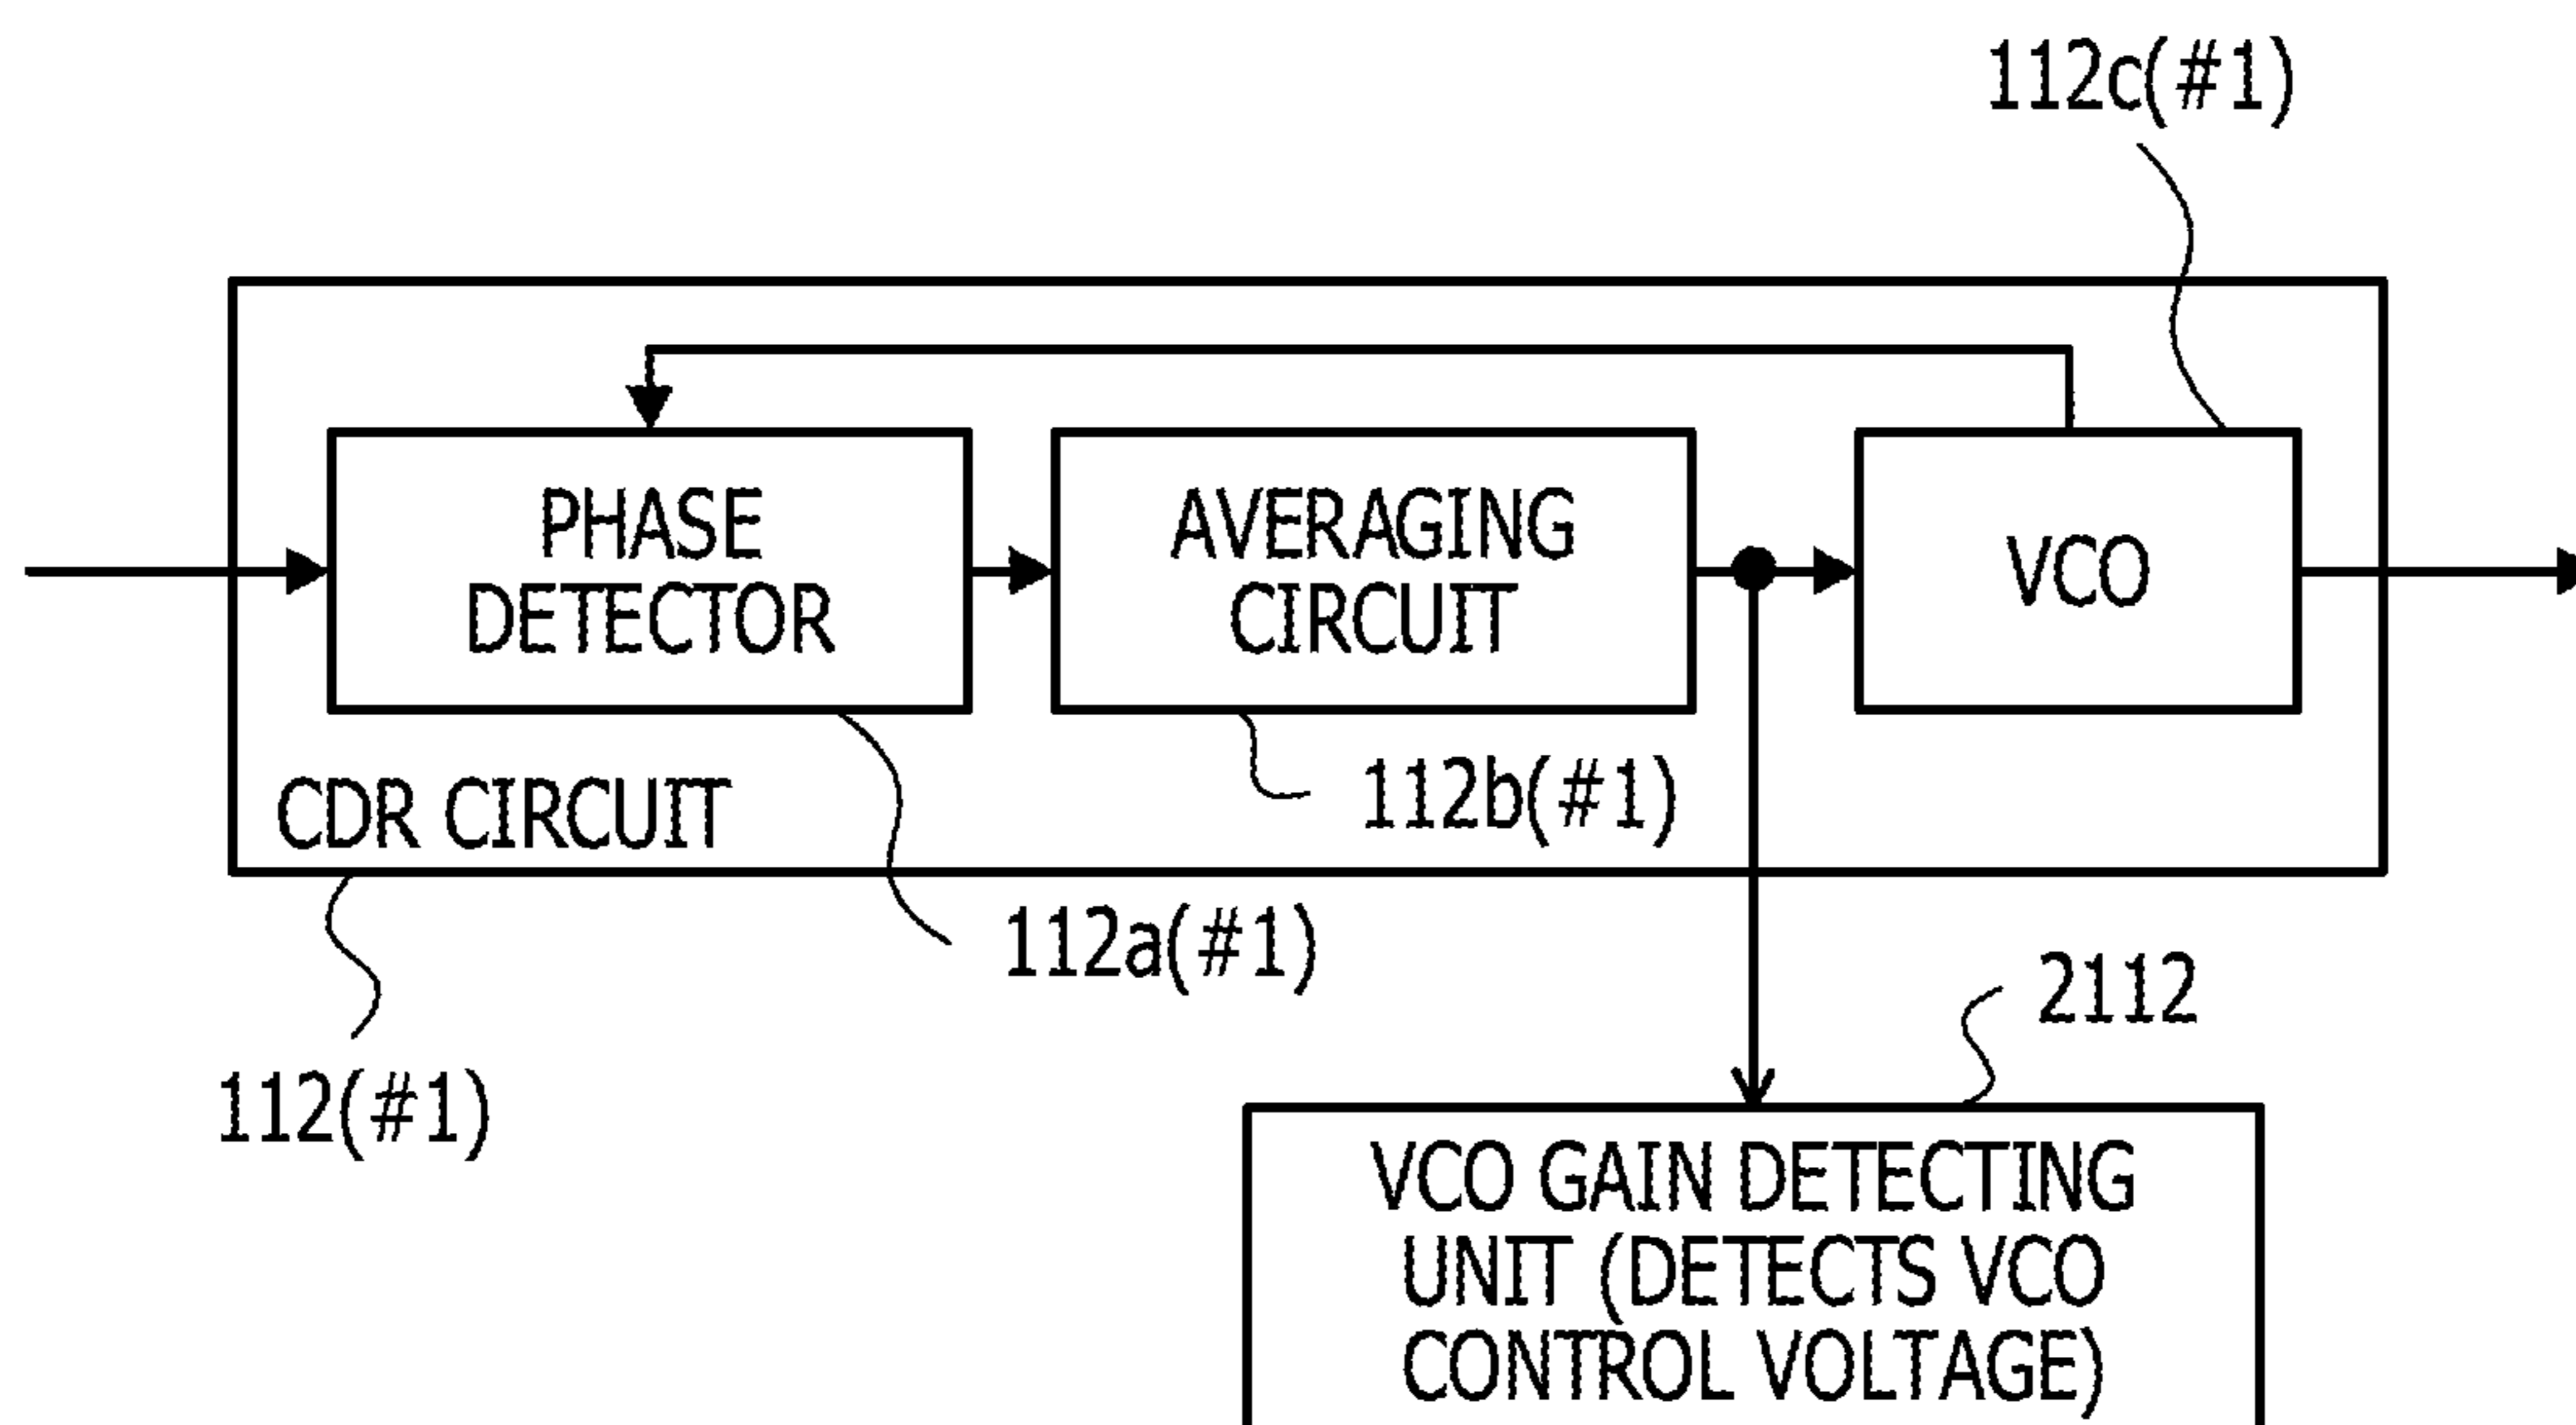 112c(#1)
PHASE
DETECTOR
AVERAGING
CIRCUIT
VCO
CDR CIRCUIT
112b(#1)
112a(#1)
112(#1)
2112
VCO GAIN DETECTING
UNIT (DETECTS VCO
CONTROL VOLTAGE)